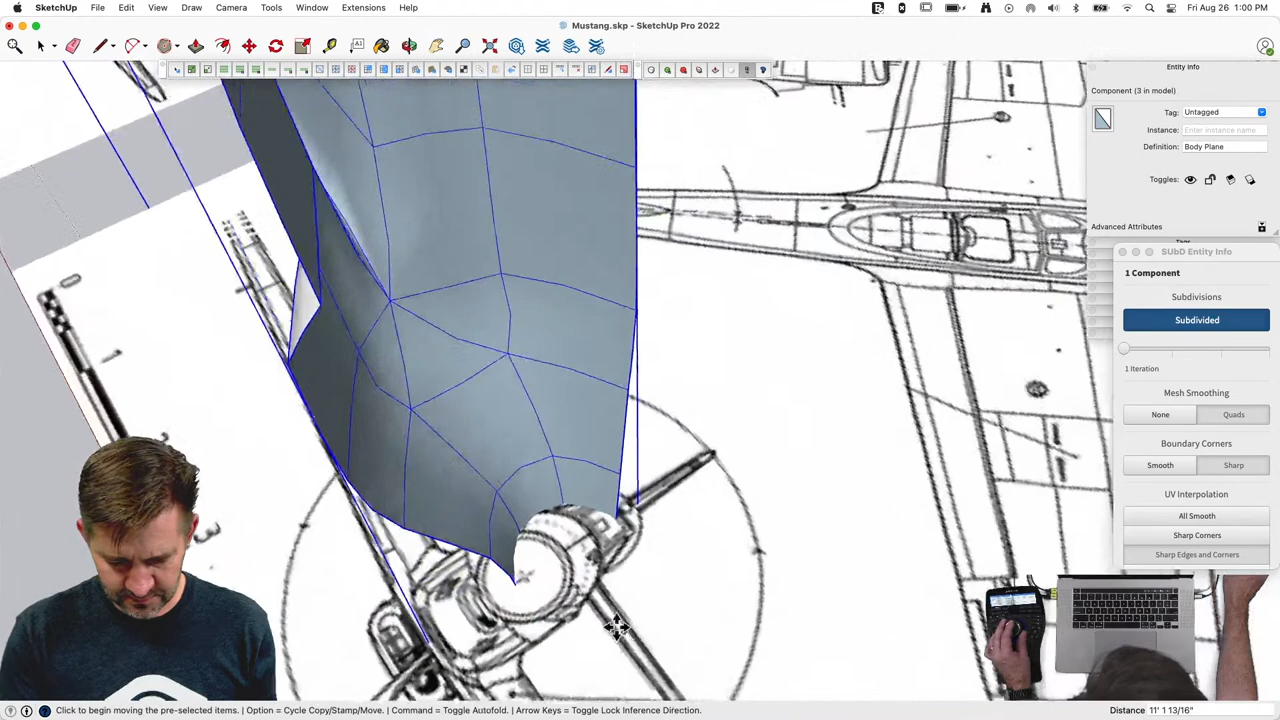 SketchUp File Edit View Draw Camera Tools Window Extensions Help
Fri Aug 26 1:00 PM
Mustang.skp - SketchUp Pro 2022
Entity Info
Component (3 in model)
Tag: Untagged
Instance: Enter instance name
Definition: Body Plane
Toggles:
Advanced Attributes
SUbD Entity Info
1 Component
Subdivisions
Subdivided
1 Iteration
Mesh Smoothing
None Quads
Boundary Corners
Smooth Sharp
UV Interpolation
All Smooth
Sharp Corners
Sharp Edges and Corners
Click to begin moving the pre-selected items. | Option = Cycle Copy/Stamp/Move. | Command = Toggle Autofold. | Arrow Keys = Toggle Lock Inference Direction.
Distance 11' 1 13/16"